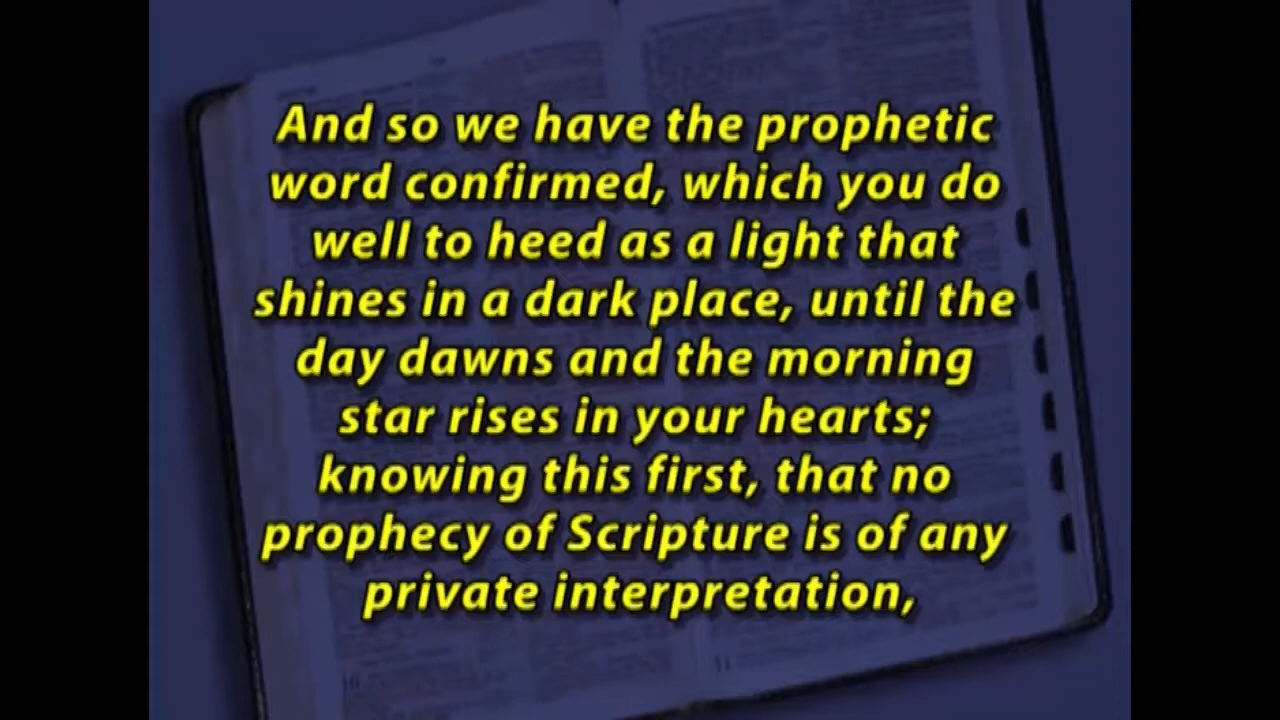 And so we have the prophetic
word confirmed, which you do
well to heed as a light that
shines in a dark place, until the
day dawns and the morning
star rises in your hearts;
knowing this first, that no
prophecy of Scripture is of any
private interpretation,